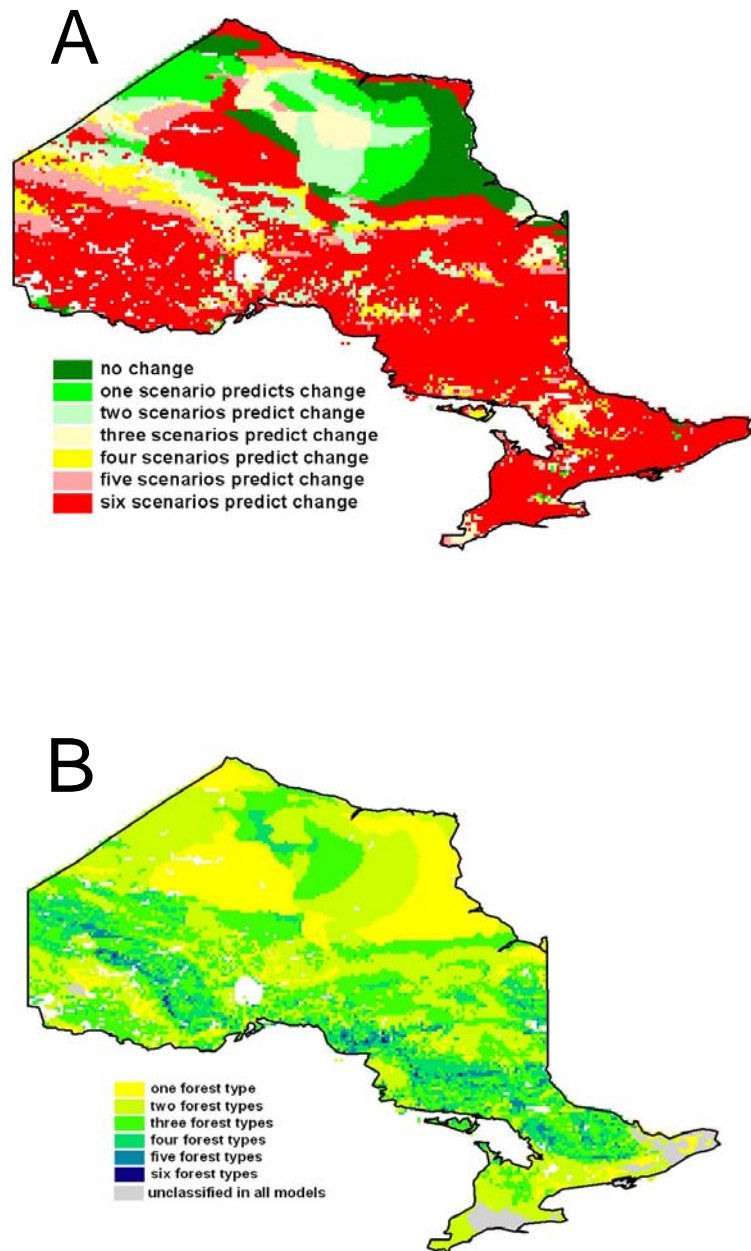 A
no change
one scenario predicts change
two scenarios predict change
three scenarios predict change
four scenarios predict change
five scenarios predict change
six scenarios predict change
B
one forest type
two forest types
three forest types
four forest types
five forest types
six forest types
unclassified in all models